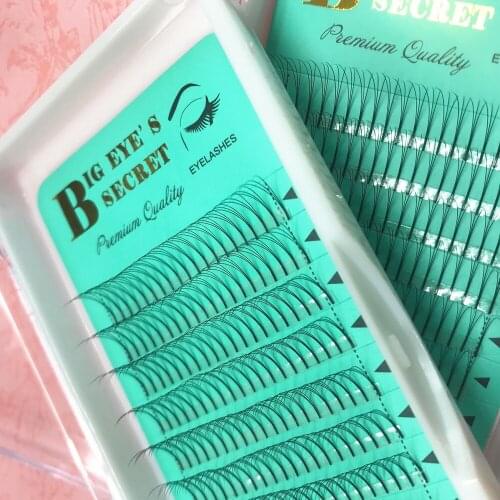 BIG EYE'S
SECRET
Premium Quality
EYELASHES
B
SECRET
Premium Quality
E